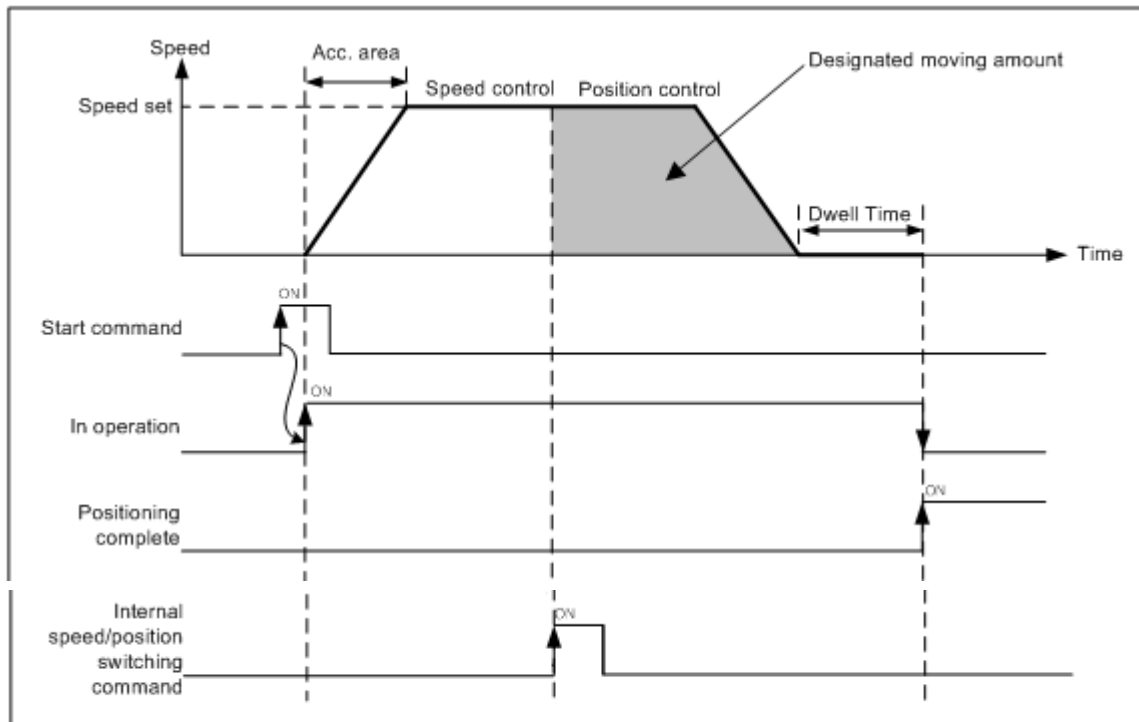 Speed
Acc. area
Designated moving amount
Speed set
Speed control
Position control
Dwell Time
Time
ON
Start command
ON
In operation
ON
Positioning
complete
ON
Internal
speed/position
switching
command